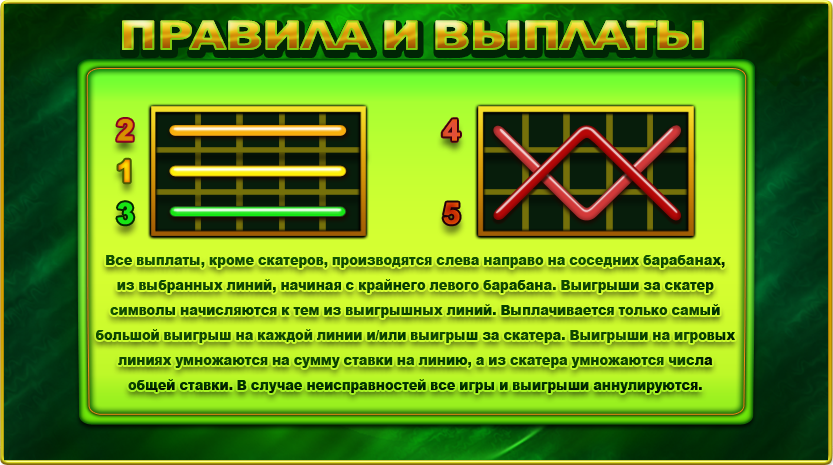 ПРАВИЛА И ВЫПЛАТЫ
2
1
3
4
5
Все выплаты, кроме скатеров, производятся слева направо на соседних барабанах,
из выбранных линий, начиная с крайнего левого барабана. Выигрыши за скатер
символы начисляются к тем из выигрышных линий. Выплачивается только самый
большой выигрыш на каждой линии и/или выигрыш за скатера. Выигрыши на игровых
линиях умножаются на сумму ставки на линию, а из скатера умножаются числа
общей ставки. В случае неисправностей все игры и выигрыши аннулируются.